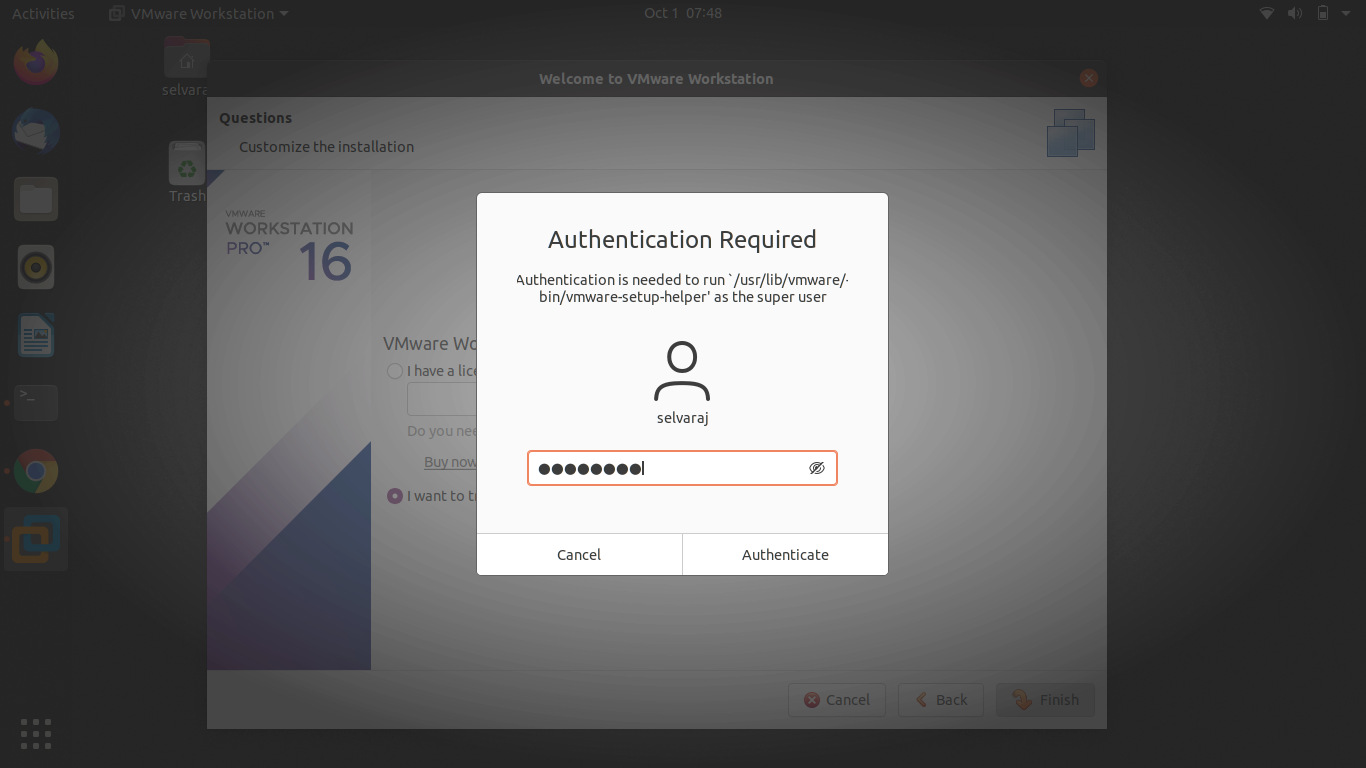 Activities
VMware Workstation
Oct 1 07:48
selvara
Trash
Welcome to VMware Workstation
Questions
Customize the installation
VMWARE
WORKSTATION
PRO™ 16
VMware Wo
I have a lice
Do you nee
Buy now
I want to tr
Authentication Required
Authentication is needed to run `/usr/lib/vmware/-
bin/vmware-setup-helper' as the super user
selvaraj
Cancel
Authenticate
Cancel
Back
Finish